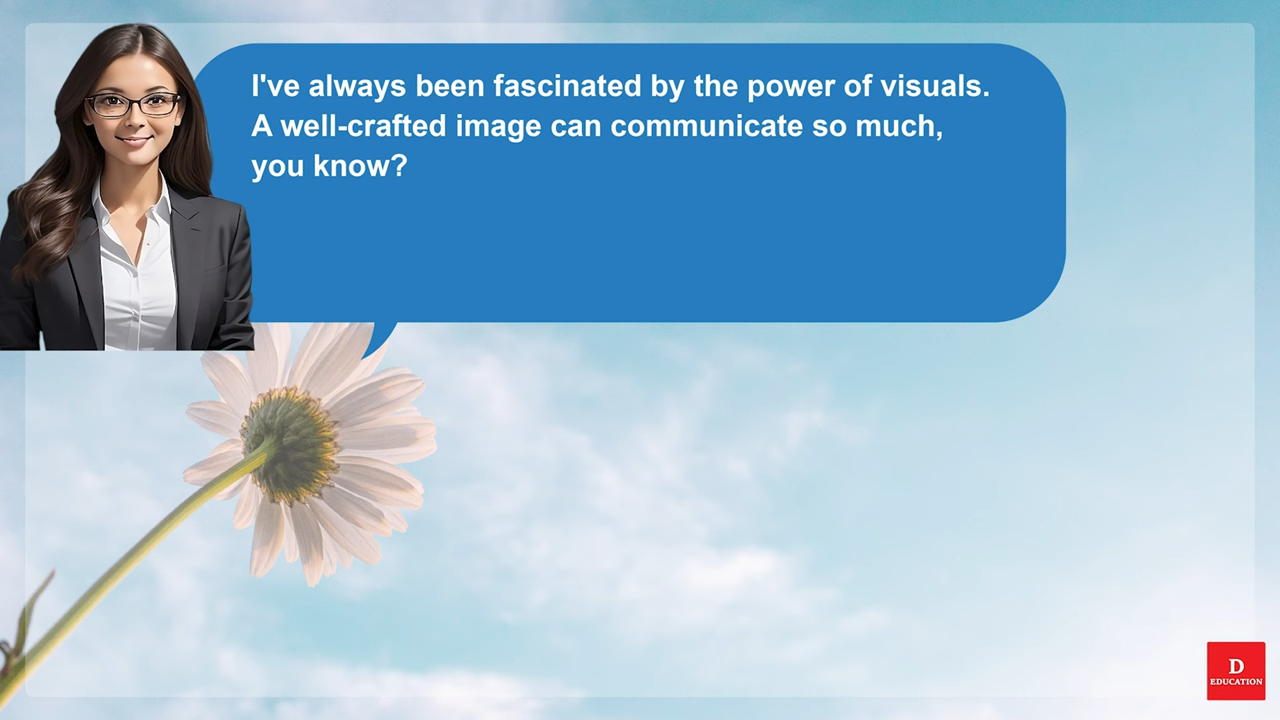 I've always been fascinated by the power of visuals.
A well-crafted image can communicate so much,
you know?
D
EDUCATION